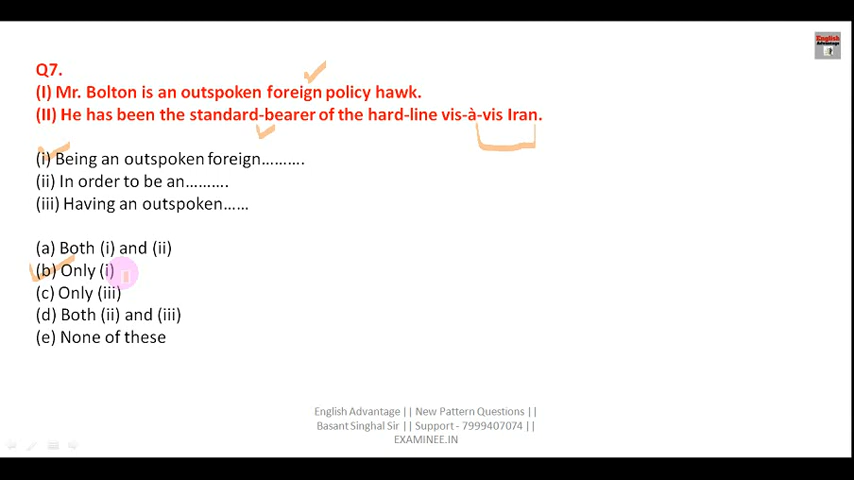 English
Advantage
Q7.
(I) Mr. Bolton is an outspoken foreign policy hawk.
(II) He has been the standard-bearer of the hard-line vis-à-vis Iran.
(i) Being an outspoken foreign..........
(ii) In order to be an..........
(iii) Having an outspoken......
(a) Both (i) and (ii)
(b) Only (i)
(c) Only (iii)
(d) Both (ii) and (iii)
(e) None of these
English Advantage || New Pattern Questions ||
Basant Singhal Sir || Support - 7999407074 ||
EXAMINEE.IN